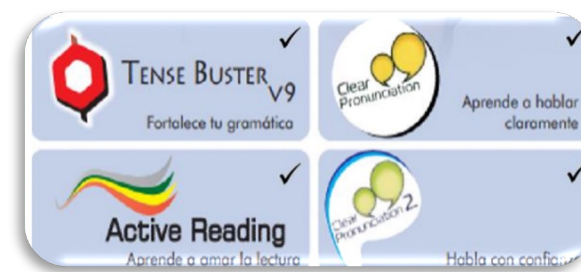 TENSE BUSTER
V9
Fortalece tu gramática
Clear
Pronunciation
Aprende a hablar
claramente
Active Reading
Aprende a amar la lectura
Clear
Pronunciation 2
Habla con confianza